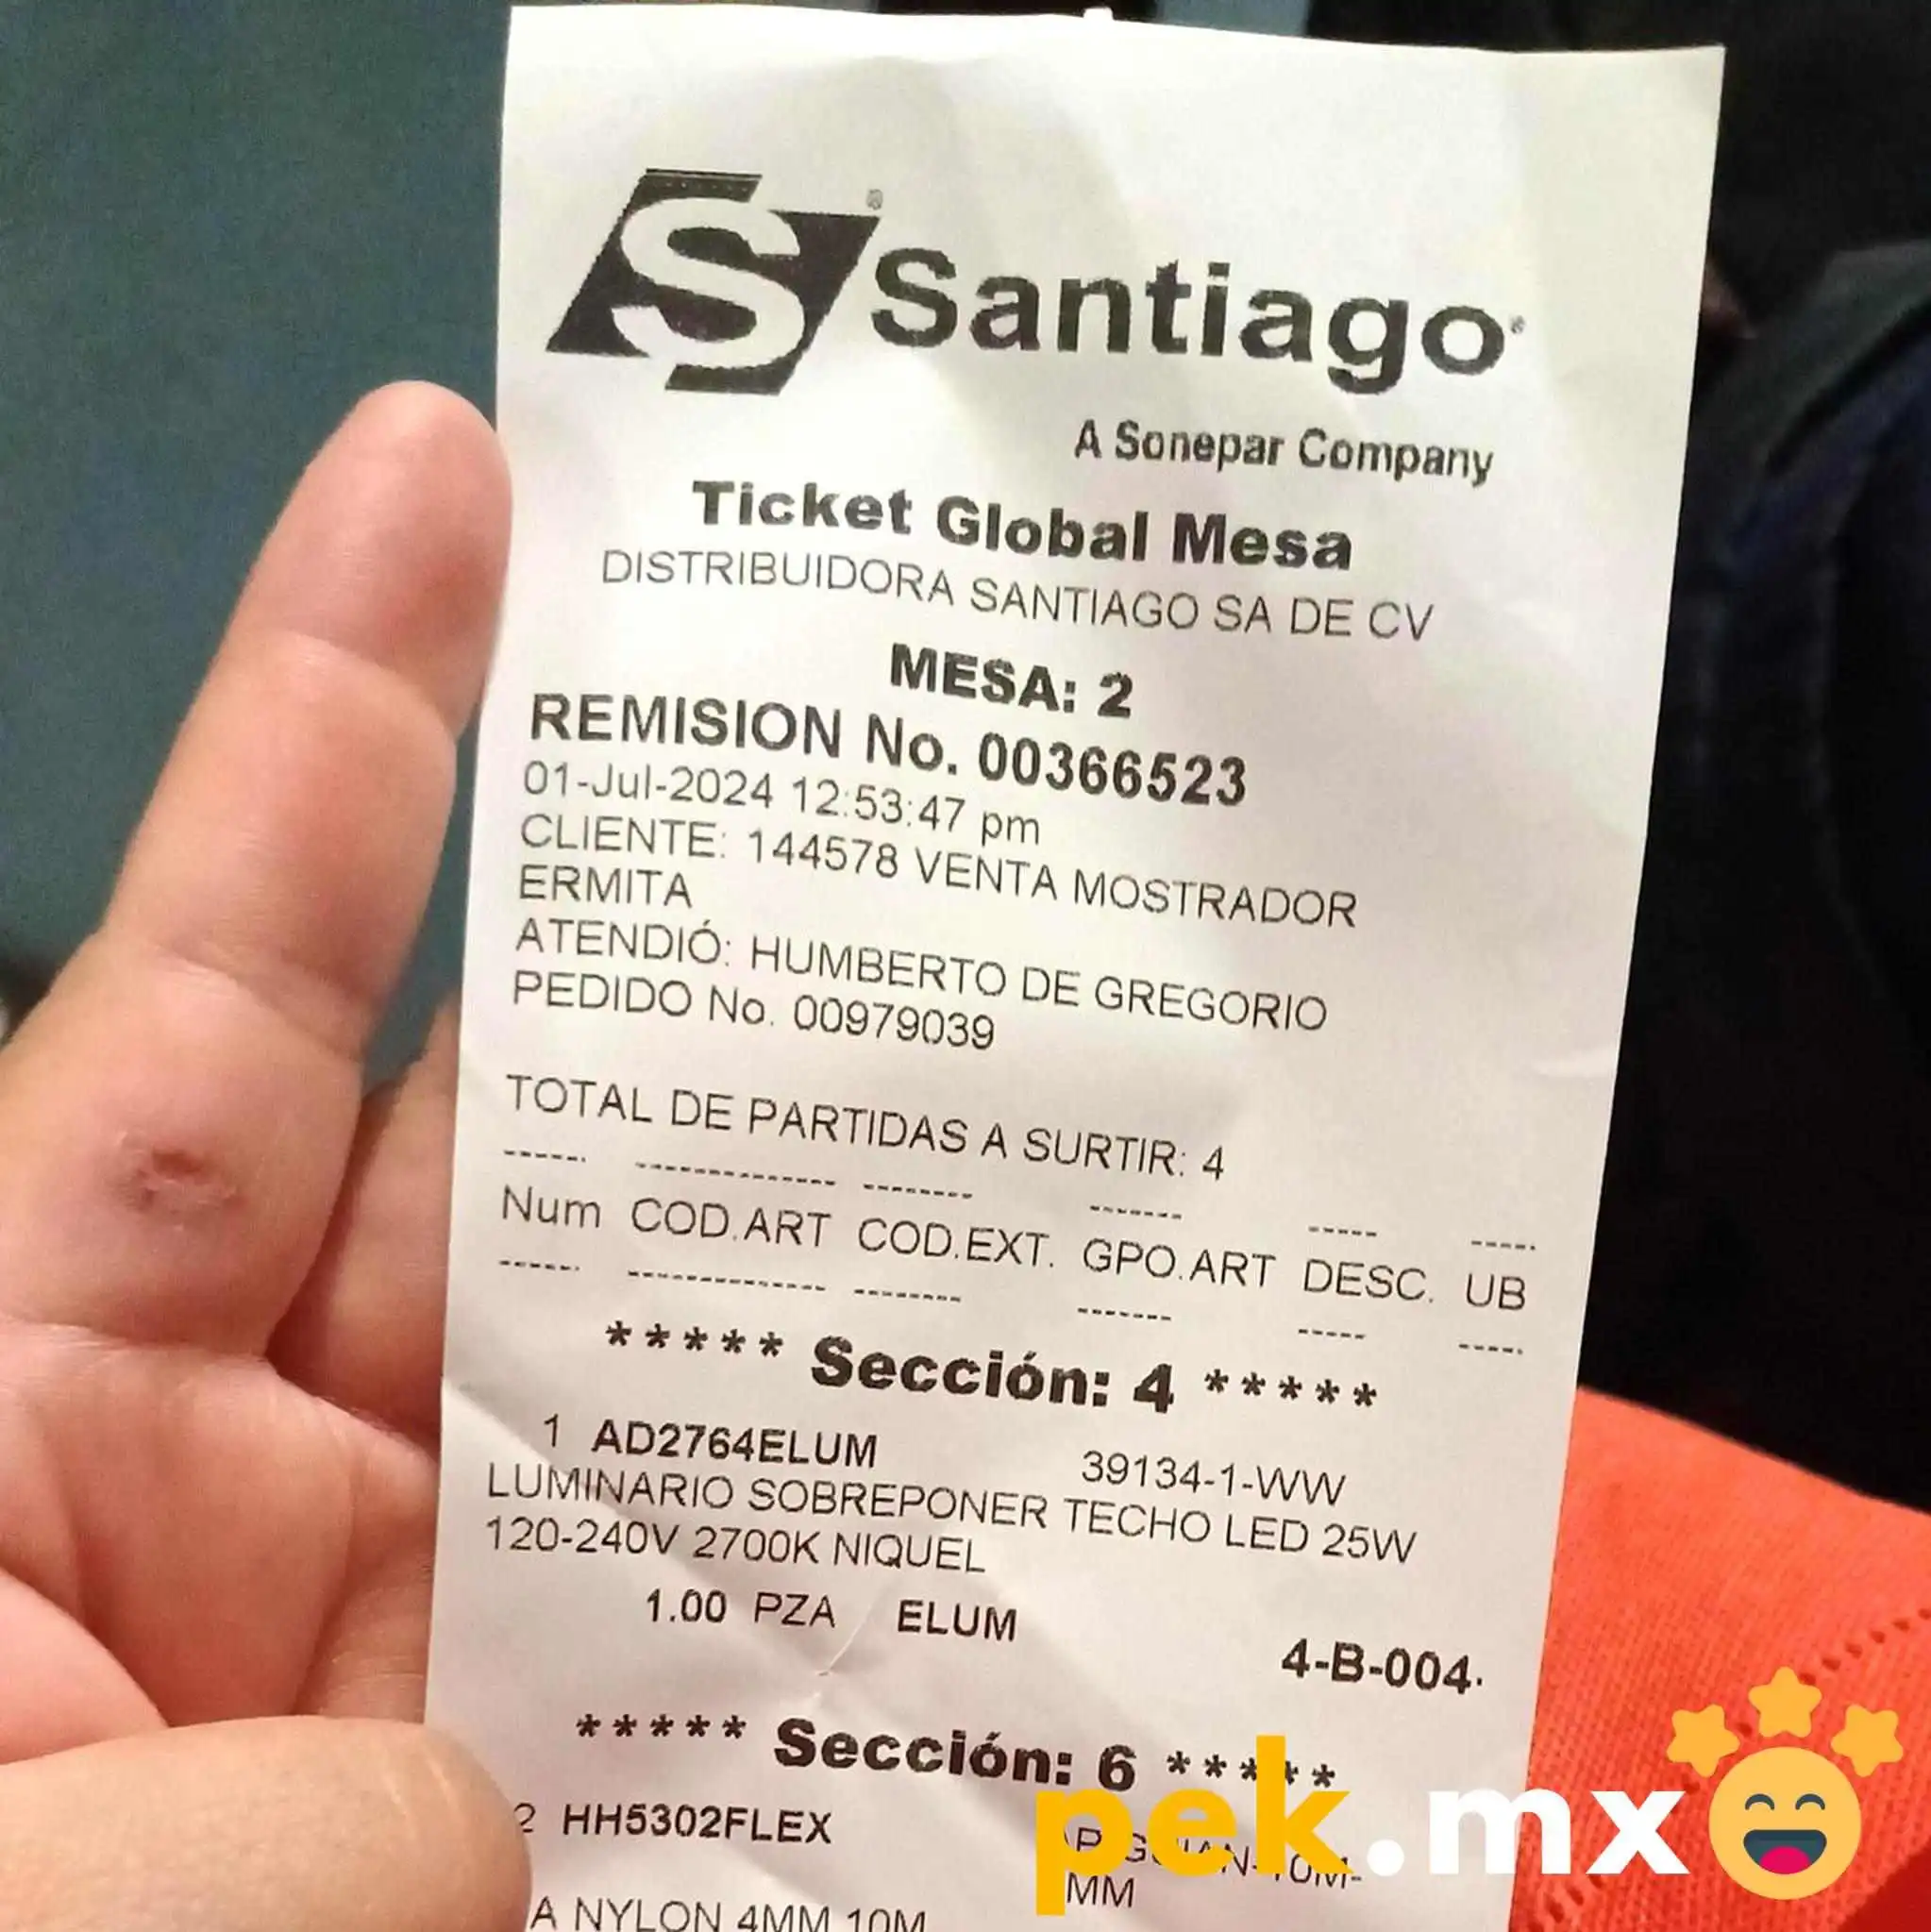 S® Santiago®
A Sonepar Company
Ticket Global Mesa
DISTRIBUIDORA SANTIAGO SA DE CV
MESA: 2
REMISION No. 00366523
01-Jul-2024 12:53:47 pm
CLIENTE: 144578 VENTA MOSTRADOR
ERMITA
ATENDIÓ: HUMBERTO DE GREGORIO
PEDIDO No. 00979039
TOTAL DE PARTIDAS A SURTIR: 4
Num COD.ART COD.EXT. GPO.ART DESC. UB
***** Sección: 4 *****
1 AD2764ELUM 39134-1-WW
LUMINARIO SOBREPONER TECHO LED 25W
120-240V 2700K NIQUEL
1.00 PZA ELUM 4-B-004
***** Sección: 6 *****
2 HH5302FLEX
MM
A NYLON 4MM 10M
pek.mx